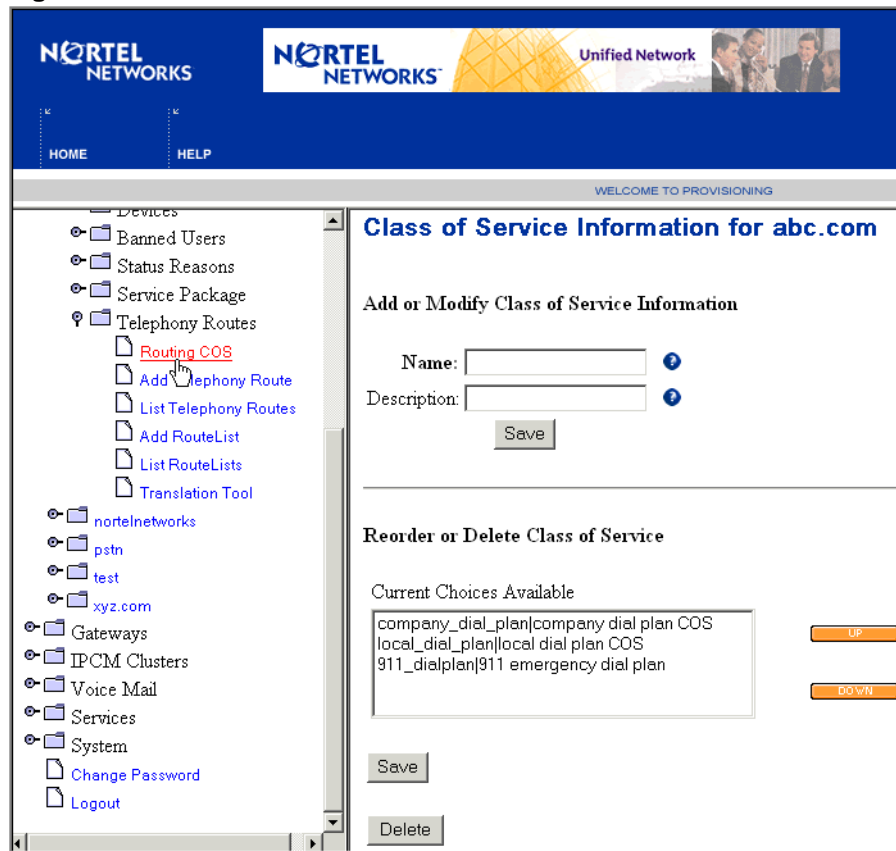 NORTEL
NETWORKS
NORTEL
NETWORKS
Unified Network
HOME
HELP
WELCOME TO PROVISIONING
Devices
Banned Users
Status Reasons
Service Package
Telephony Routes
Routing COS
Add Telephony Route
List Telephony Routes
Add RouteList
List RouteLists
Translation Tool
nortelnetworks
pstn
test
xyz.com
Gateways
IPCM Clusters
Voice Mail
Services
System
Change Password
Logout
Class of Service Information for abc.com
Add or Modify Class of Service Information
Name:
Description:
Save
Reorder or Delete Class of Service
Current Choices Available
company_dial_plan|company dial plan COS
local_dial_plan|local dial plan COS
911_dialplan|911 emergency dial plan
UP
DOWN
Save
Delete